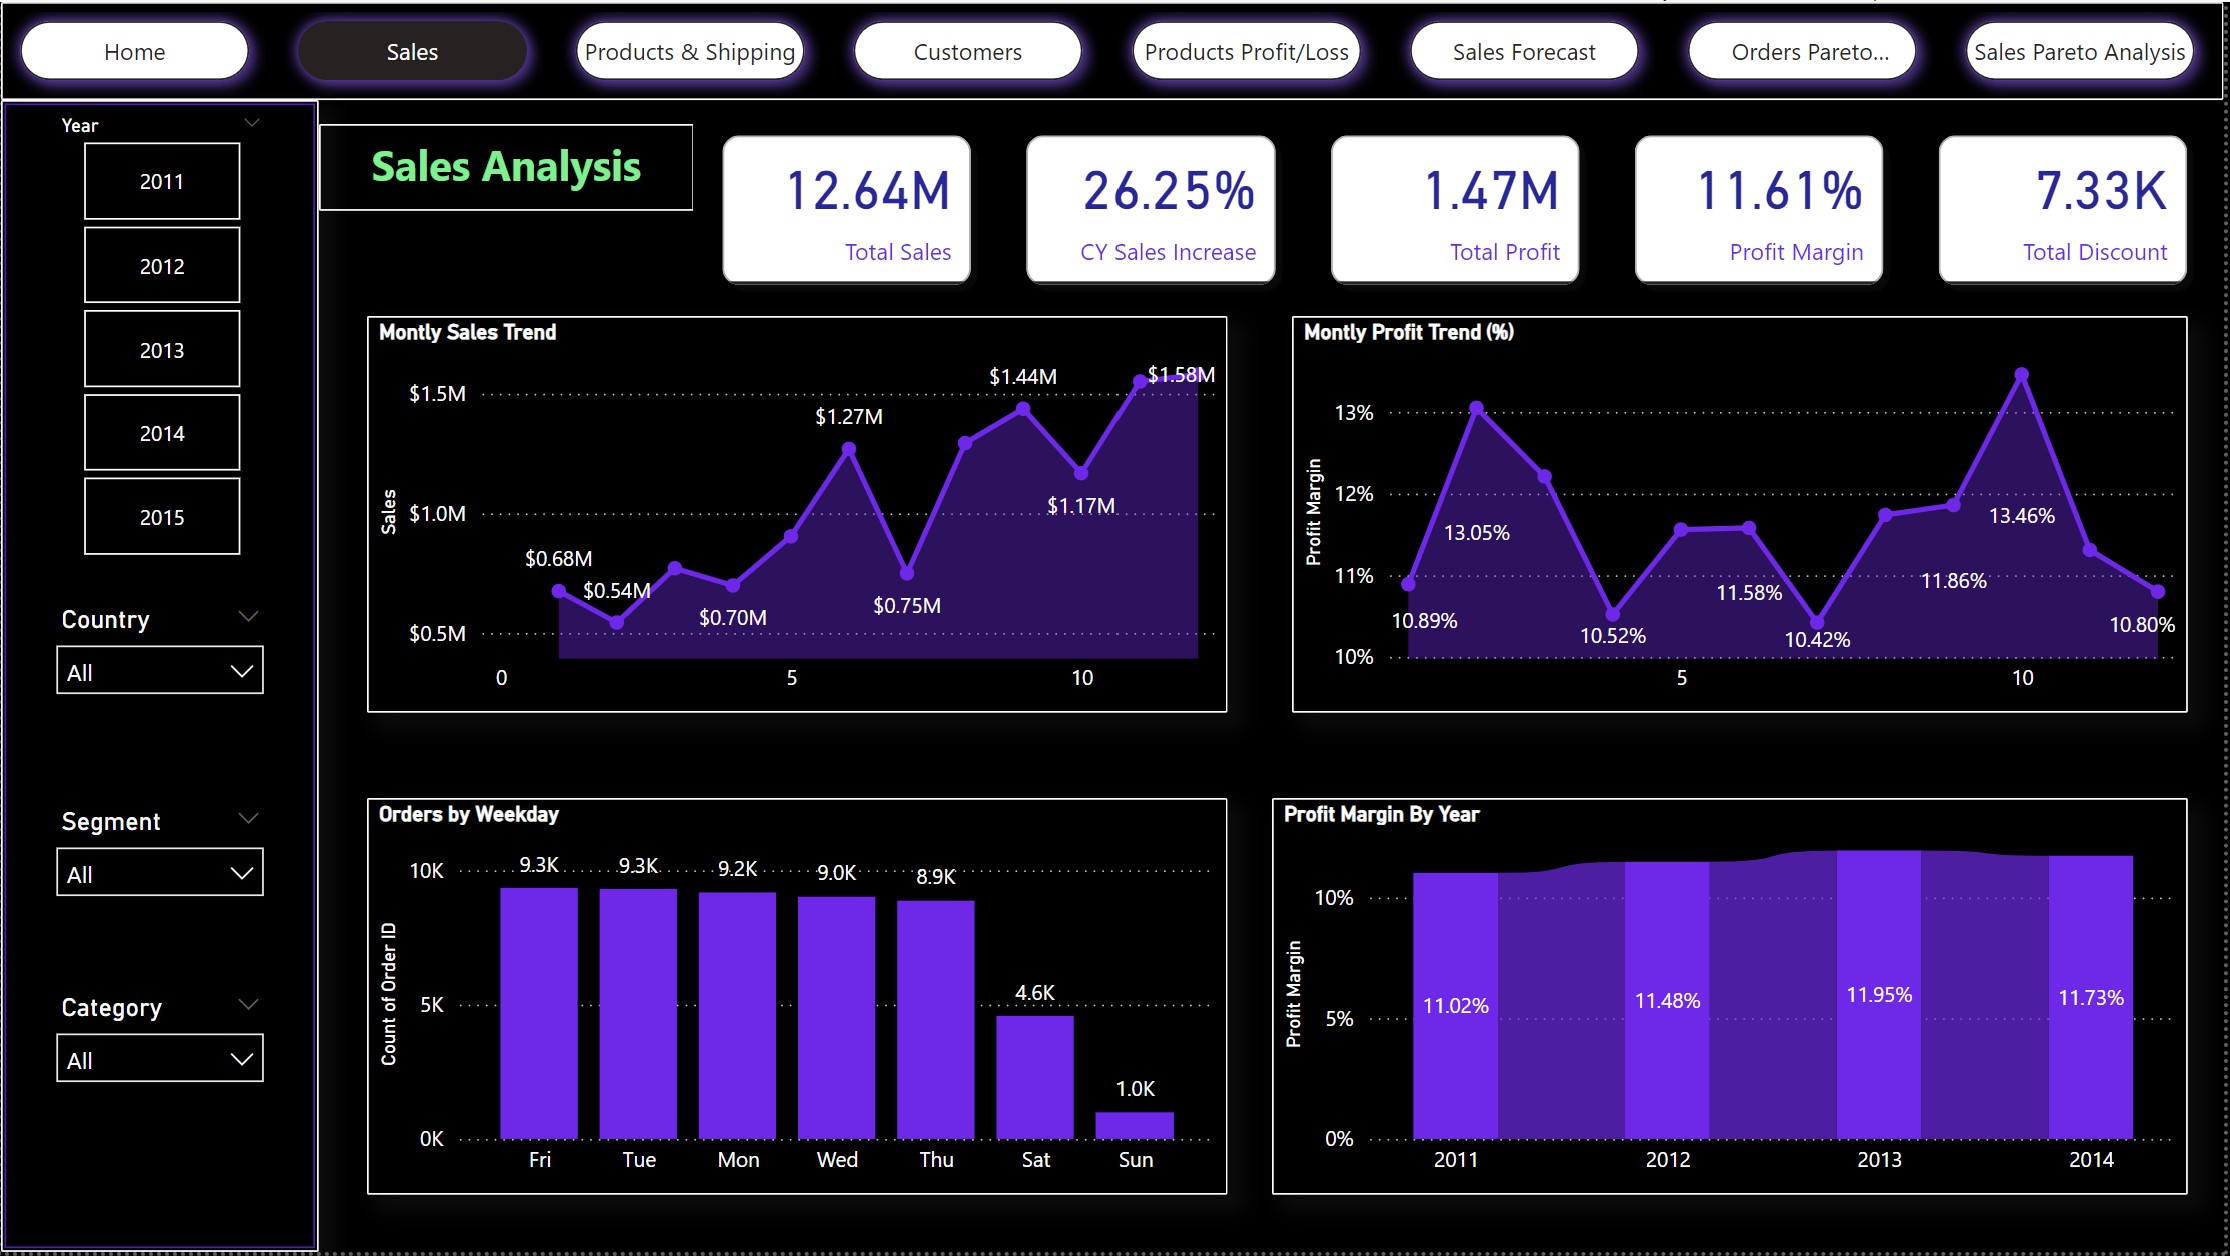 Home
Sales
Products & Shipping
Customers
Products Profit/Loss
Sales Forecast
Orders Pareto...
Sales Pareto Analysis
Year
2011
2012
2013
2014
2015
Country
All
Segment
All
Category
All
Sales Analysis
12.64M
Total Sales
26.25%
CY Sales Increase
1.47M
Total Profit
11.61%
Profit Margin
7.33K
Total Discount
Montly Sales Trend
Sales
$1.5M
$1.0M
$0.5M
$0.68M
$0.54M
$0.70M
$1.27M
$0.75M
$1.44M
$1.17M
$1.58M
0
5
10
Montly Profit Trend (%)
Profit Margin
13%
12%
11%
10%
10.89%
13.05%
10.52%
11.58%
10.42%
11.86%
13.46%
10.80%
5
10
Orders by Weekday
Count of Order ID
10K
5K
0K
9.3K
9.3K
9.2K
9.0K
8.9K
4.6K
1.0K
Fri
Tue
Mon
Wed
Thu
Sat
Sun
Profit Margin By Year
Profit Margin
10%
5%
0%
11.02%
11.48%
11.95%
11.73%
2011
2012
2013
2014